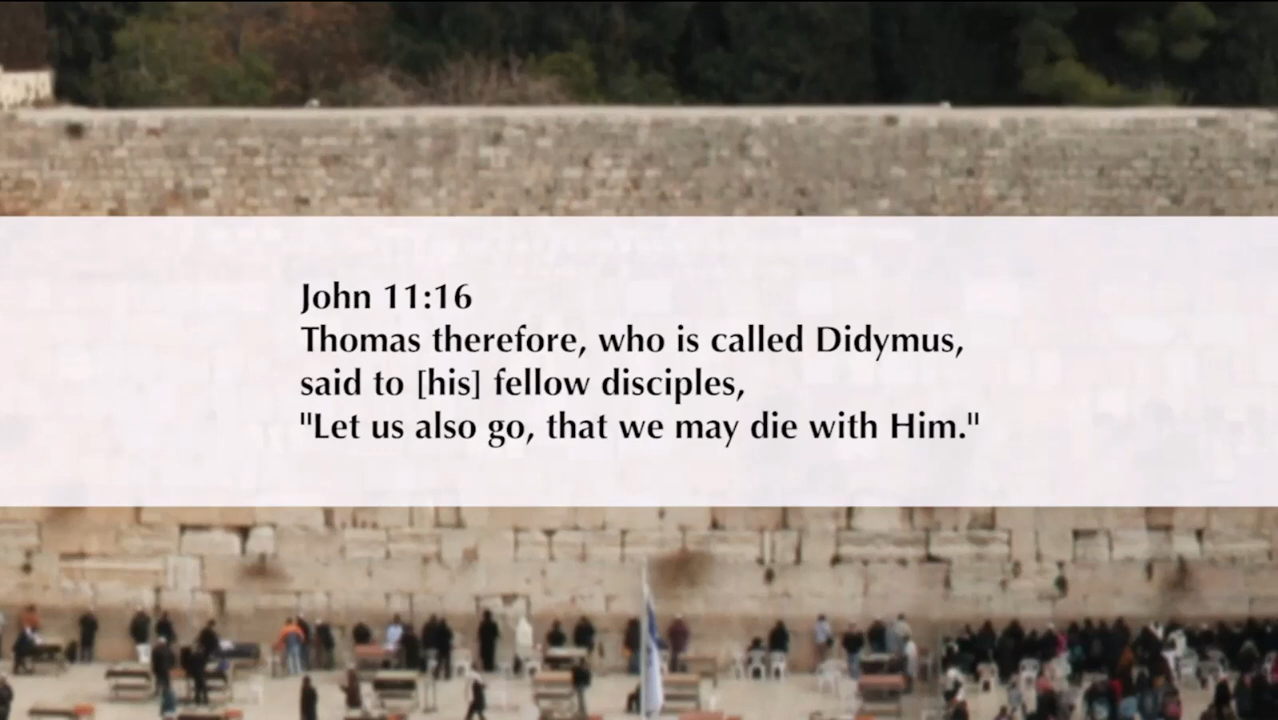 John 11:16
Thomas therefore, who is called Didymus,
said to [his] fellow disciples,
"Let us also go, that we may die with Him."